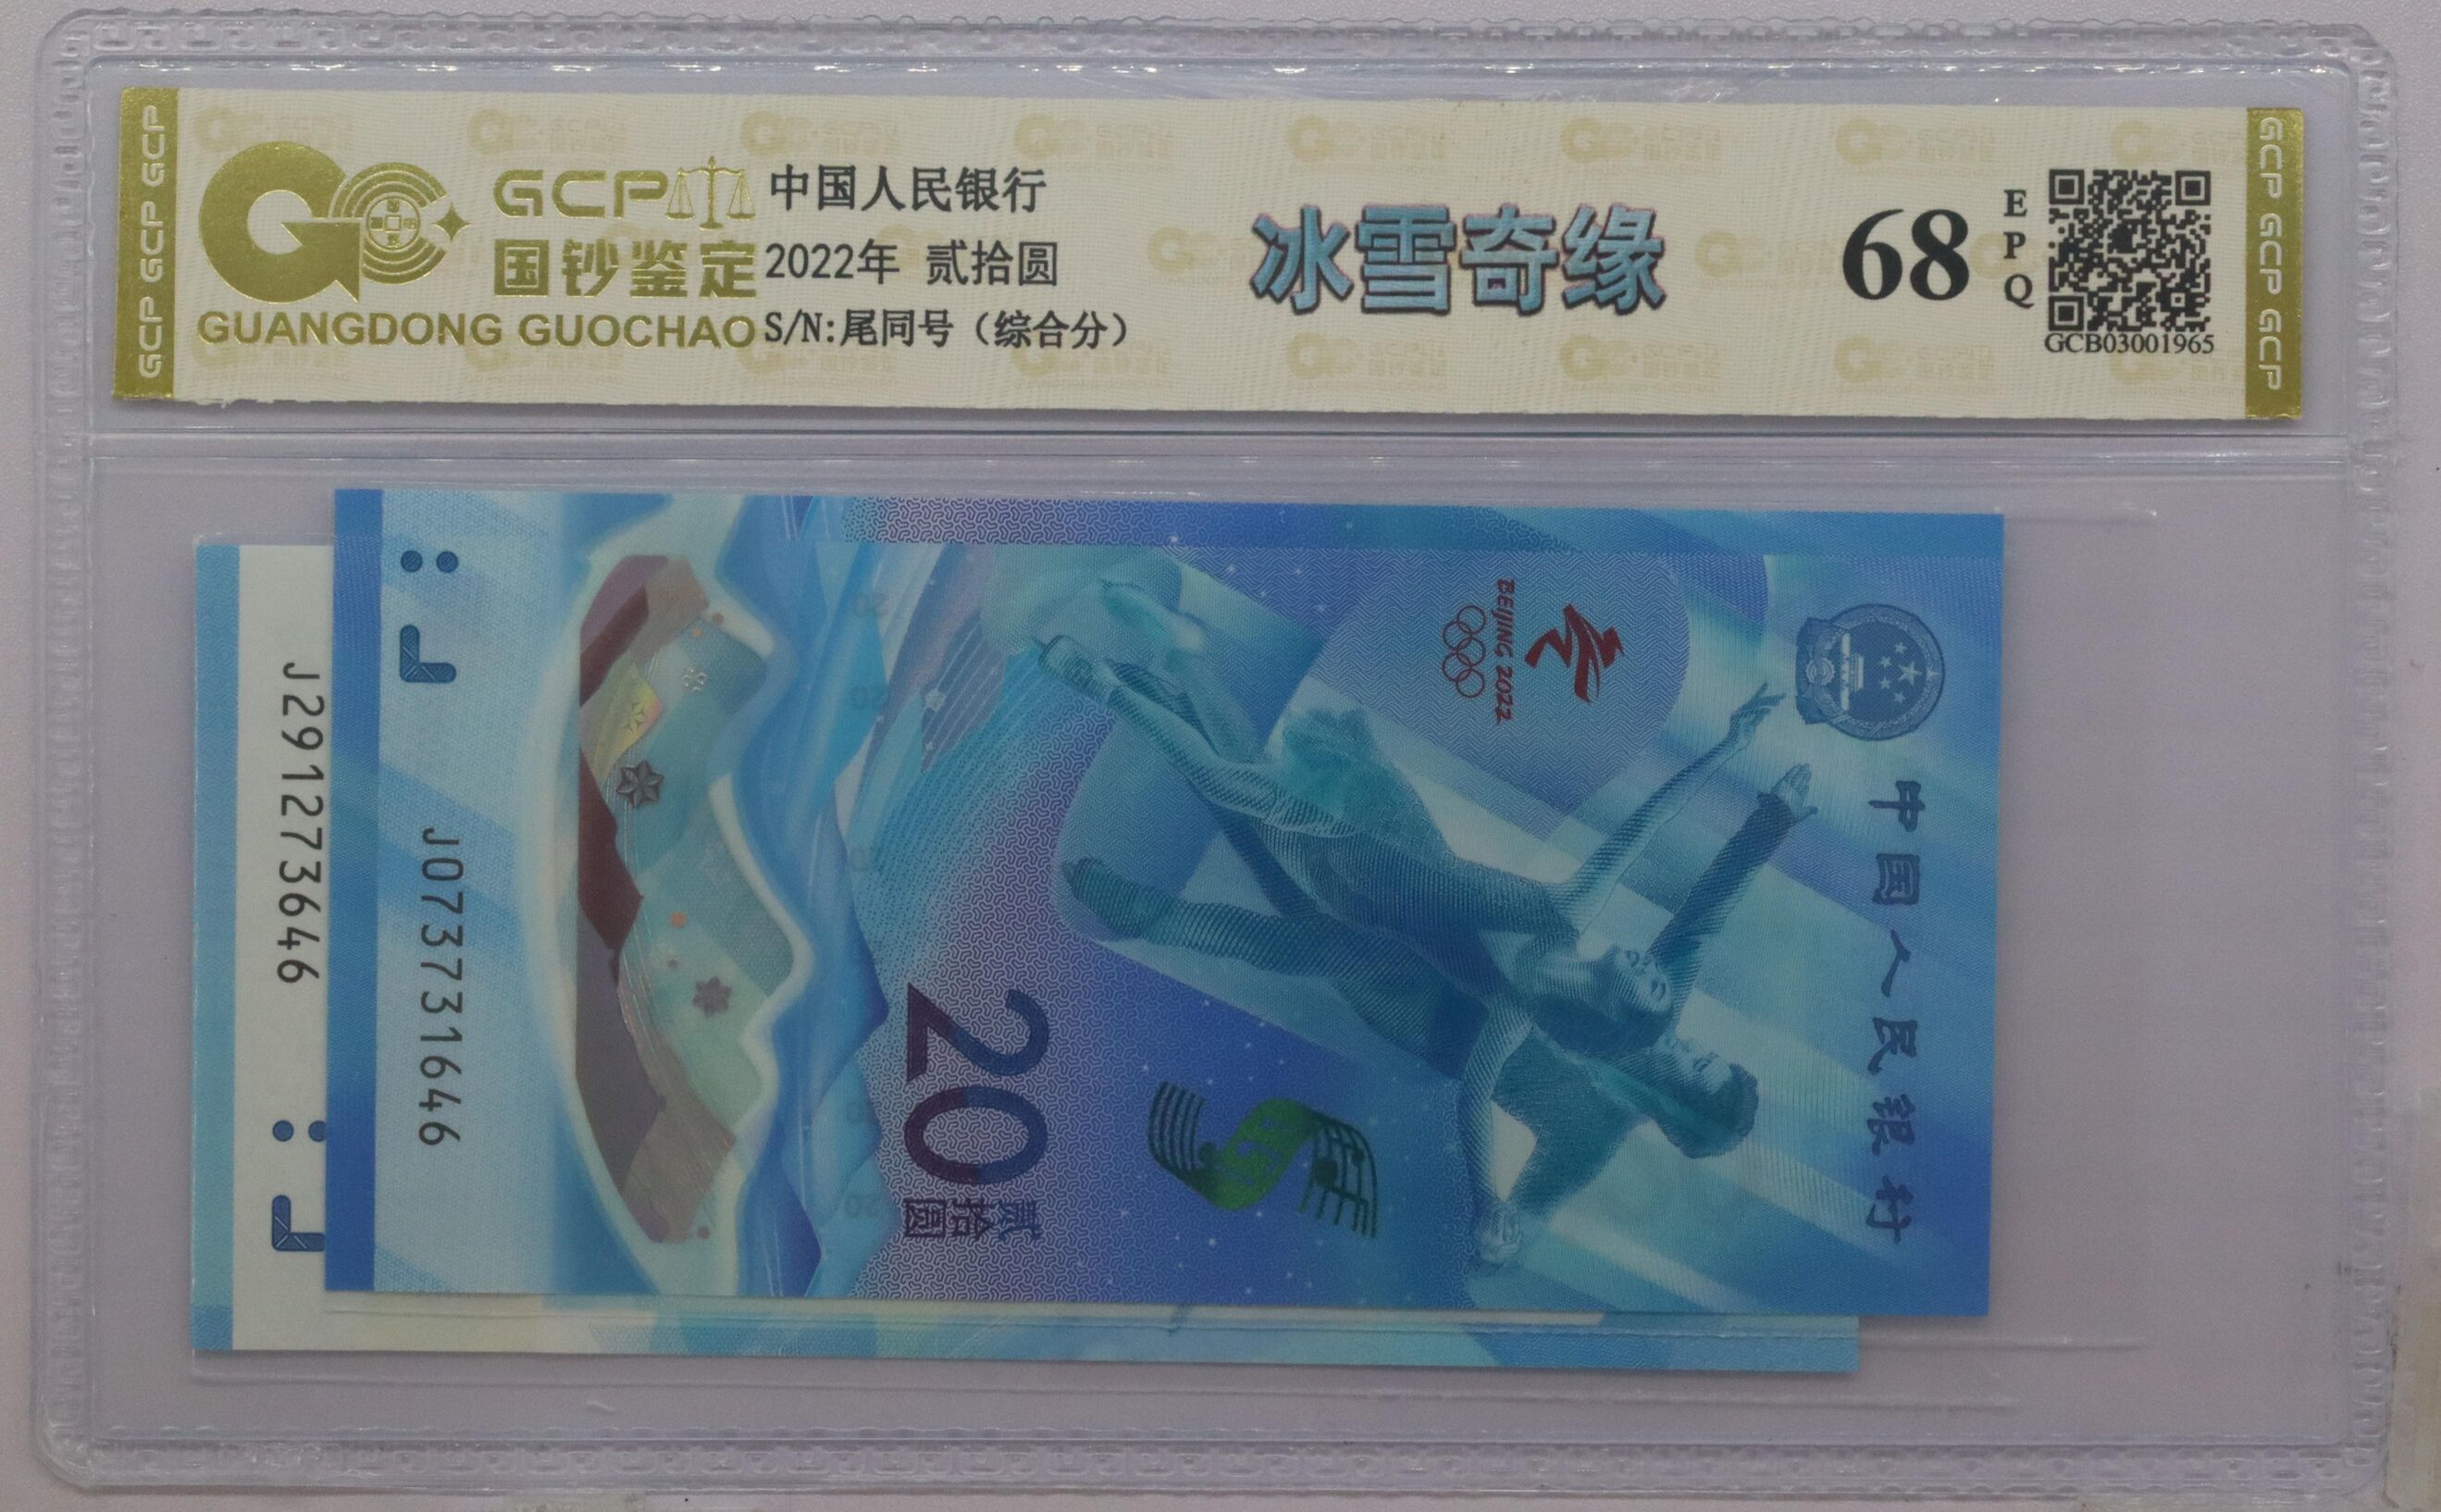 GCP GCP GCP
GCP
国钞鉴定
GUANGDONG GUOCHAO
中国人民银行
2022年 贰拾圆
S/N:尾同号（综合分）
冰雪奇缘
68
EPQ
GCB03001965
GCP GCP GCP
J291273646
J073731646
20
贰拾圆
BEIJING 2022
中国人民银行